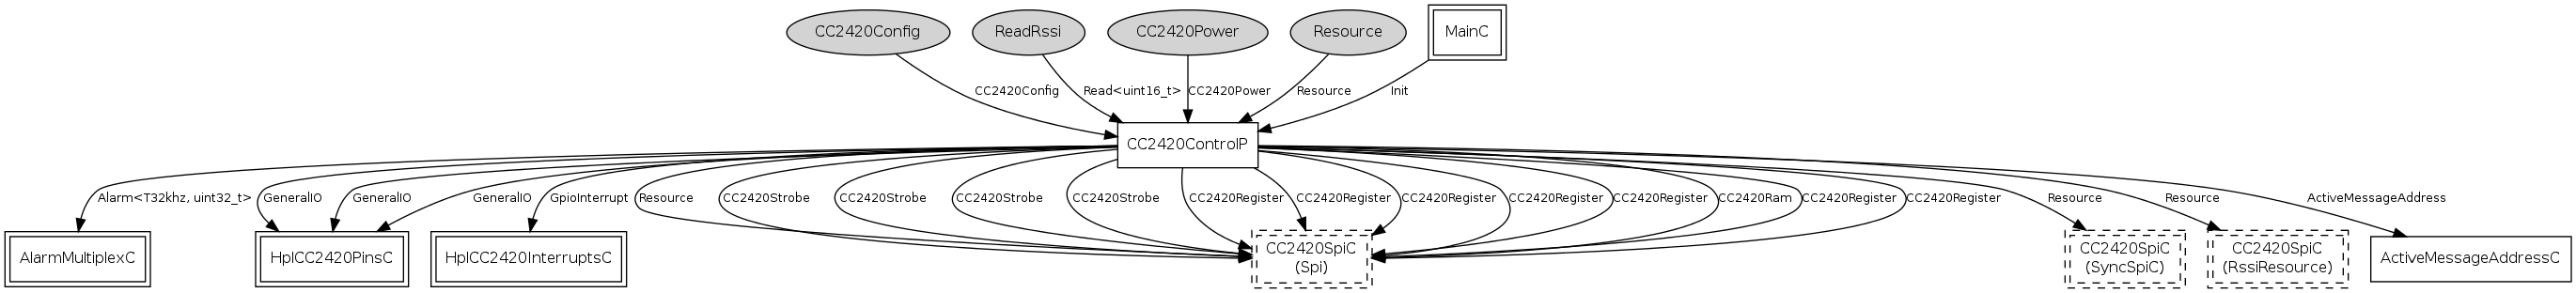 CC2420Config
ReadRssi
CC2420Power
Resource
MainC
CC2420Config
Read<uint16_t>
CC2420Power
Resource
Init
CC2420ControlP
Alarm<T32khz, uint32_t>
GeneralIO
GeneralIO
GeneralIO
GpioInterrupt
Resource
CC2420Strobe
CC2420Strobe
CC2420Strobe
CC2420Strobe
CC2420Register
CC2420Register
CC2420Register
CC2420Register
CC2420Register
CC2420Ram
CC2420Register
CC2420Register
Resource
Resource
ActiveMessageAddress
AlarmMultiplexC
HplCC2420PinsC
HplCC2420InterruptsC
CC2420SpiC
(Spi)
CC2420SpiC
(SyncSpiC)
CC2420SpiC
(RssiResource)
ActiveMessageAddressC